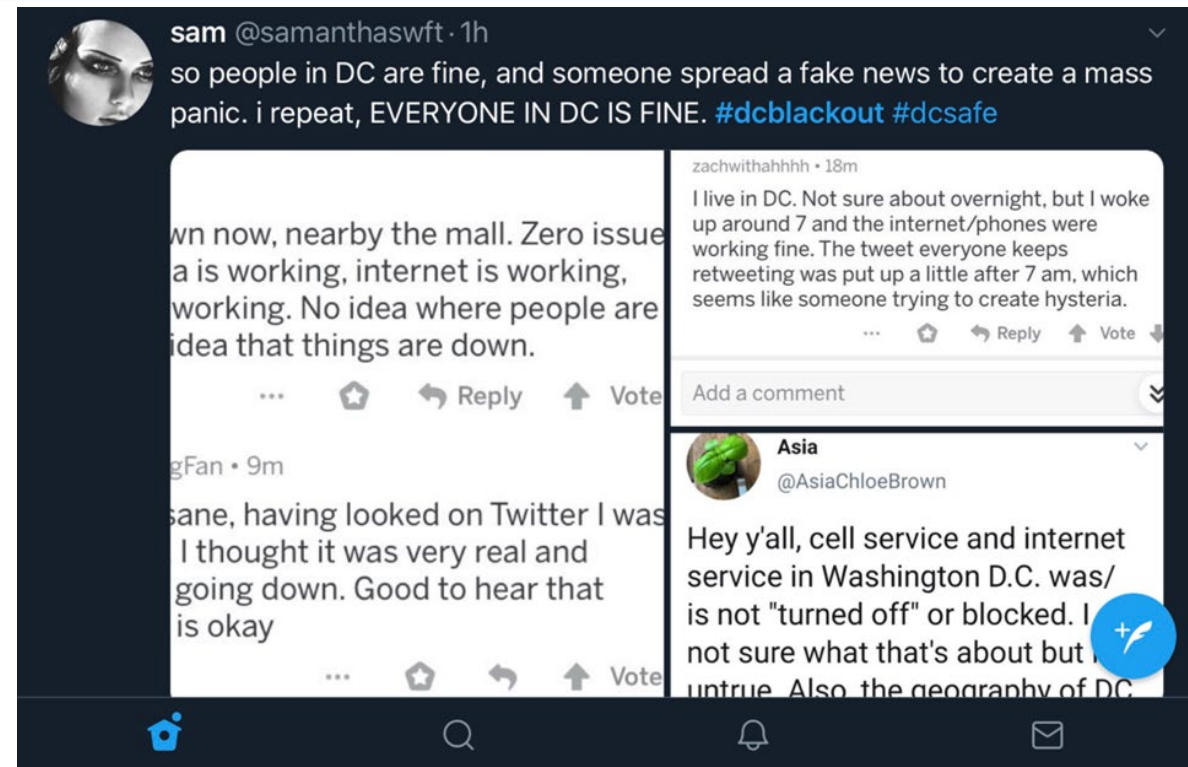 sam @samanthaswft · 1h
so people in DC are fine, and someone spread a fake news to create a mass
panic. i repeat, EVERYONE IN DC IS FINE. #dcblackout #dcsafe
wn now, nearby the mall. Zero issue
a is working, internet is working,
working. No idea where people are
idea that things are down.
... Reply Vote
gFan • 9m
sane, having looked on Twitter I was
I thought it was very real and
going down. Good to hear that
is okay
... Vote
zachwithahhhh • 18m
I live in DC. Not sure about overnight, but I woke
up around 7 and the internet/phones were
working fine. The tweet everyone keeps
retweeting was put up a little after 7 am, which
seems like someone trying to create hysteria.
... Reply Vote
Add a comment
Asia
@AsiaChloeBrown
Hey y'all, cell service and internet
service in Washington D.C. was/
is not "turned off" or blocked. I
not sure what that's about but
untrue. Also, the geography of DC